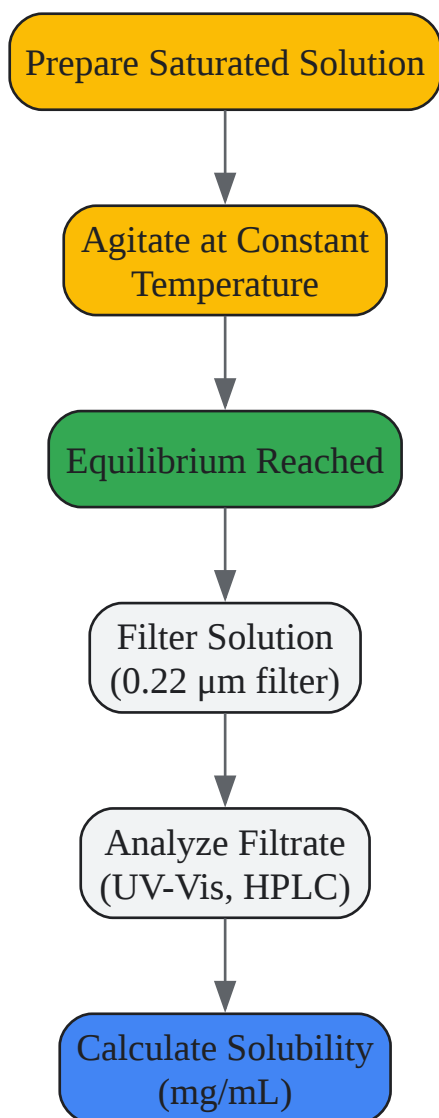 Prepare Saturated Solution
Agitate at Constant
Temperature
Equilibrium Reached
Filter Solution
(0.22 μm filter)
Analyze Filtrate
(UV-Vis, HPLC)
Calculate Solubility
(mg/mL)